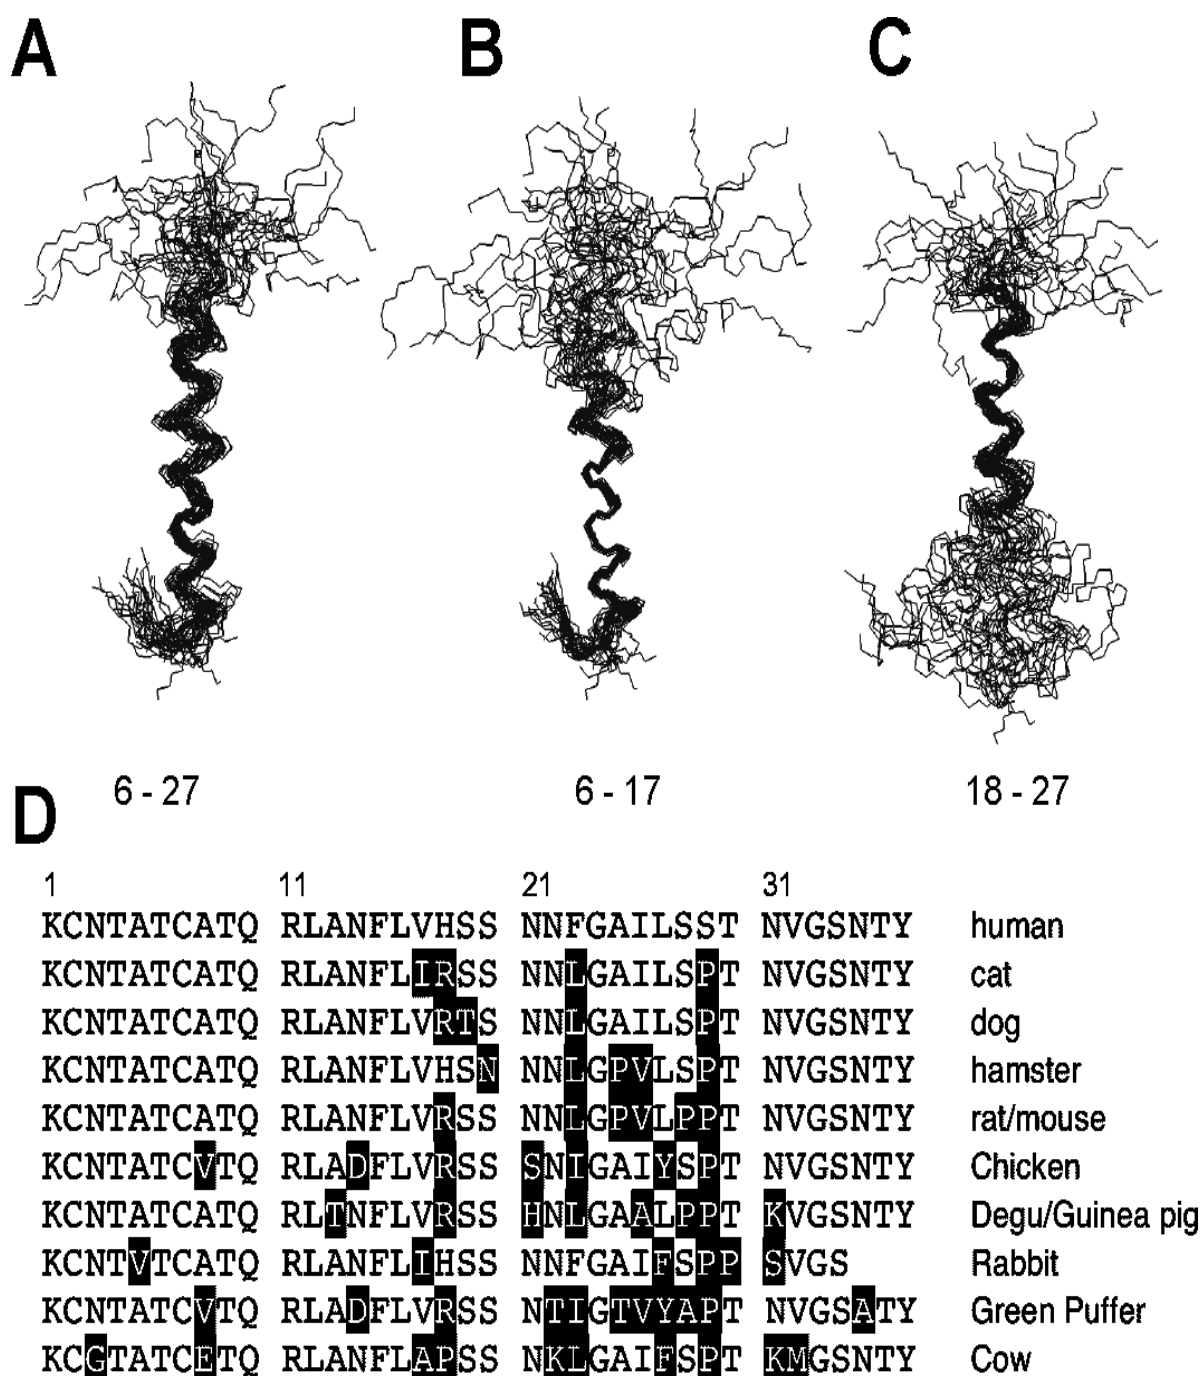 A B C
6 - 27 6 - 17 18 - 27
D
1 11 21 31
KCNTATCATQ RLANFLVHSS NNFGAILSST NVGSNTY human
KCNTATCATQ RLANFLIRSS NNLGAILSPT NVGSNTY cat
KCNTATCATQ RLANFLVRTS NNLGAILSPT NVGSNTY dog
KCNTATCATQ RLANFLVHSN NNLGPVLSPT NVGSNTY hamster
KCNTATCATQ RLANFLVRSS NNLGPVLPPT NVGSNTY rat/mouse
KCNTATCVTQ RLADFLVRSS SNIGAIYSPT NVGSNTY Chicken
KCNTATCATQ RLTNFLVRSS HNLGAALPPT KVGSNTY Degu/Guinea pig
KCNTVTCATQ RLANFLIHSS NNFGAIFSPP SVGS Rabbit
KCNTATCVTQ RLADFLVRSS NTIGTVYAPT NVGSATY Green Puffer
KCGTATCETQ RLANFLAPSS NKLGAIFSPT KMGSNTY Cow